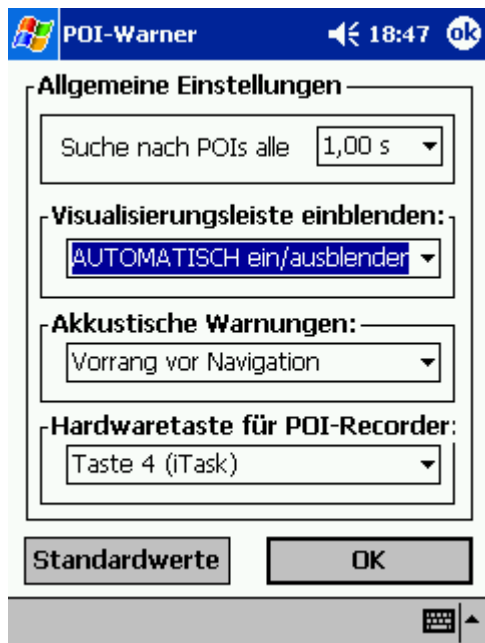 POI-Warner 18:47 ok
Allgemeine Einstellungen
Suche nach POIs alle 1,00 s
Visualisierungsleiste einblenden:
AUTOMATISCH ein/ausblender
Akkustische Warnungen:
Vorrang vor Navigation
Hardwaretaste für POI-Recorder:
Taste 4 (iTask)
Standardwerte OK